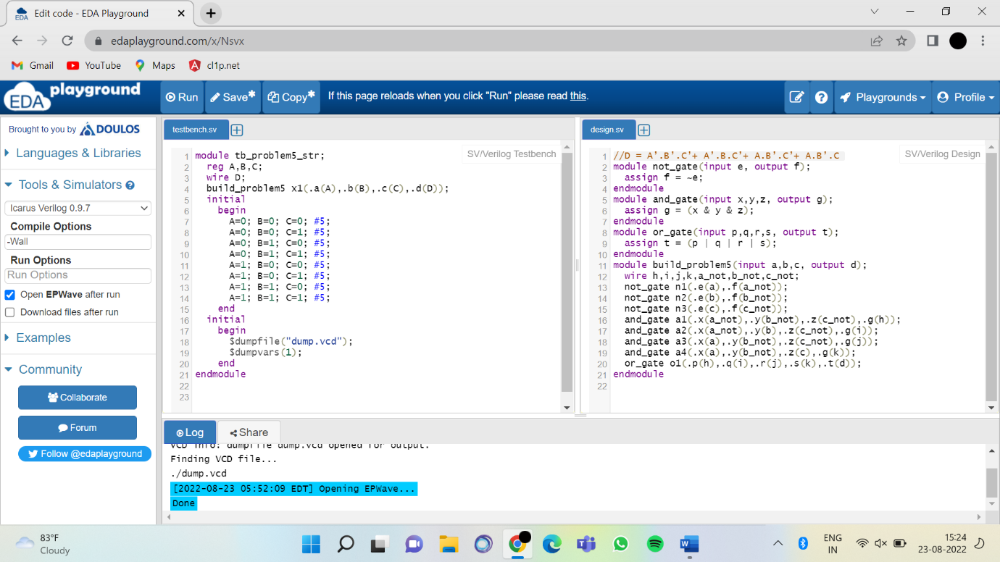 Edit code - EDA Playground
edaplayground.com/x/Nsvx
Gmail YouTube Maps cl1p.net
EDA playground
Run Save* Copy* If this page reloads when you click "Run" please read this. Playgrounds Profile
Brought to you by DOULOS
Languages & Libraries
Tools & Simulators
Icarus Verilog 0.9.7
Compile Options
-Wall
Run Options
Run Options
Open EPWave after run
Download files after run
Examples
Community
Collaborate
Forum
Follow @edaplayground
testbench.sv
SV/Verilog Testbench
1 module tb_problem5_str;
2 reg A,B,C;
3 wire D;
4 build_problem5 x1(.a(A),.b(B),.c(C),.d(D));
5 initial
6 begin
7 A=0; B=0; C=0; #5;
8 A=0; B=0; C=1; #5;
9 A=0; B=1; C=0; #5;
10 A=0; B=1; C=1; #5;
11 A=1; B=0; C=0; #5;
12 A=1; B=0; C=1; #5;
13 A=1; B=1; C=0; #5;
14 A=1; B=1; C=1; #5;
15 end
16 initial
17 begin
18 $dumpfile("dump.vcd");
19 $dumpvars(1);
20 end
21 endmodule
22
23
design.sv
SV/Verilog Design
1 //D = A'.B'.C'+ A'.B.C'+ A.B'.C'+ A.B'.C
2 module not_gate(input e, output f);
3 assign f = ~e;
4 endmodule
5 module and_gate(input x,y,z, output g);
6 assign g = (x & y & z);
7 endmodule
8 module or_gate(input p,q,r,s, output t);
9 assign t = (p | q | r | s);
10 endmodule
11 module build_problem5(input a,b,c, output d);
12 wire h,i,j,k,a_not,b_not,c_not;
13 not_gate n1(.e(a),.f(a_not));
14 not_gate n2(.e(b),.f(b_not));
15 not_gate n3(.e(c),.f(c_not));
16 and_gate a1(.x(a_not),.y(b_not),.z(c_not),.g(h));
17 and_gate a2(.x(a_not),.y(b),.z(c_not),.g(i));
18 and_gate a3(.x(a),.y(b_not),.z(c_not),.g(j));
19 and_gate a4(.x(a),.y(b_not),.z(c),.g(k));
20 or_gate o1(.p(h),.q(i),.r(j),.s(k),.t(d));
21 endmodule
22
Log Share
VCD info: dumpfile dump.vcd opened for output.
Finding VCD file...
./dump.vcd
[2022-08-23 05:52:09 EDT] Opening EPWave...
Done
83°F
Cloudy
ENG
IN
15:24
23-08-2022